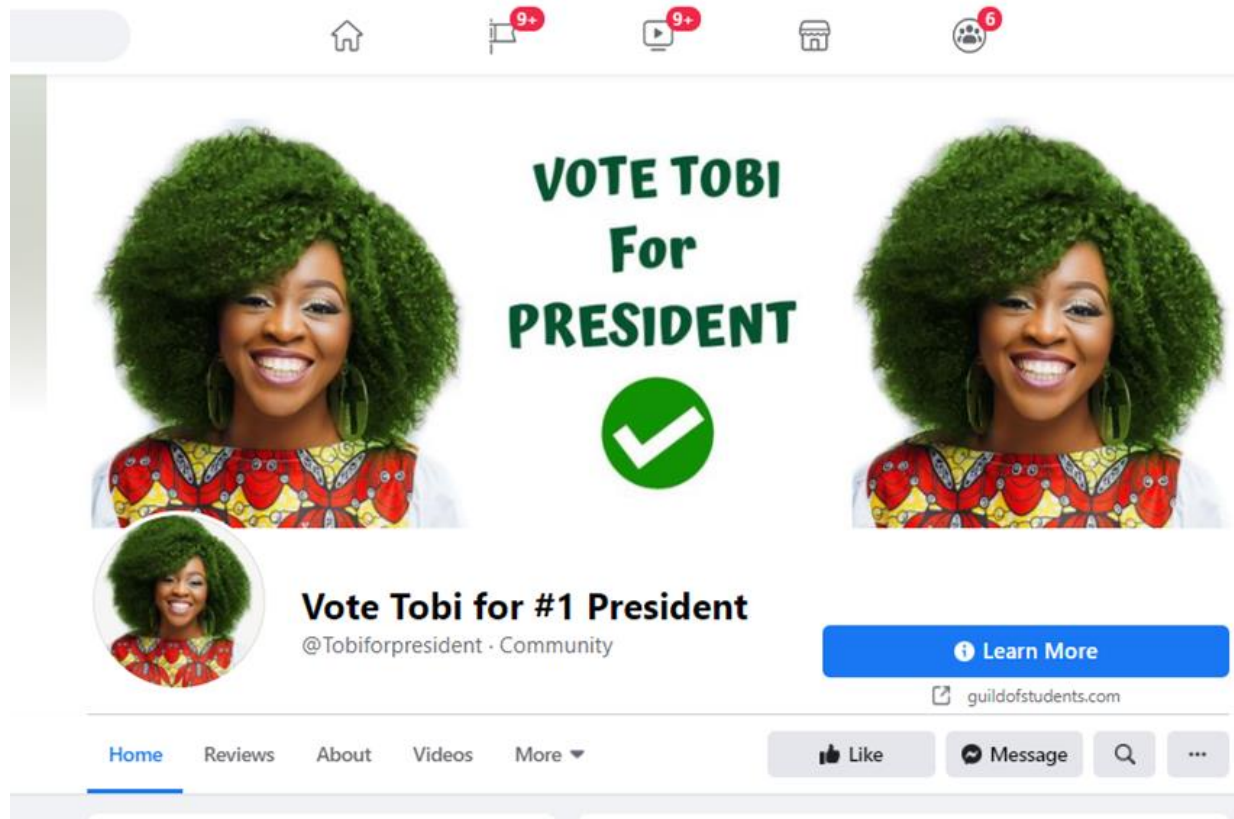 9+
9+
6
VOTE TOBI
For
PRESIDENT
Vote Tobi for #1 President
@Tobiforpresident · Community
Learn More
guildofstudents.com
Home Reviews About Videos More Like Message